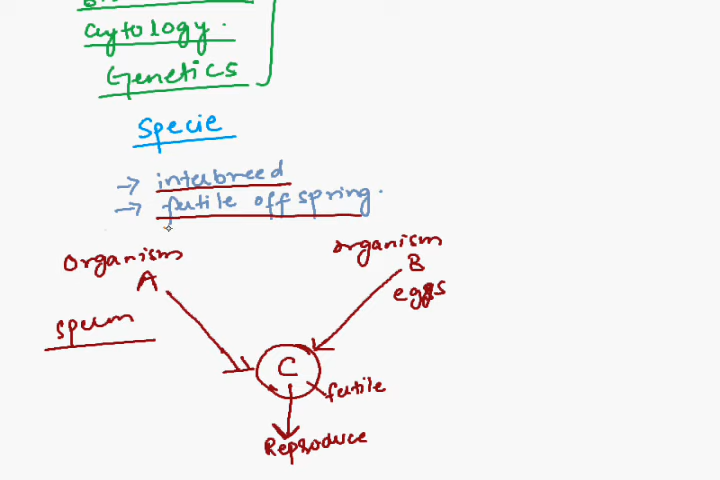 Cytology.
Genetics
Specie
→ interbreed
→ fertile off spring.
Organism
A
organism
B
sperm
eggs
C
fertile
Reproduce